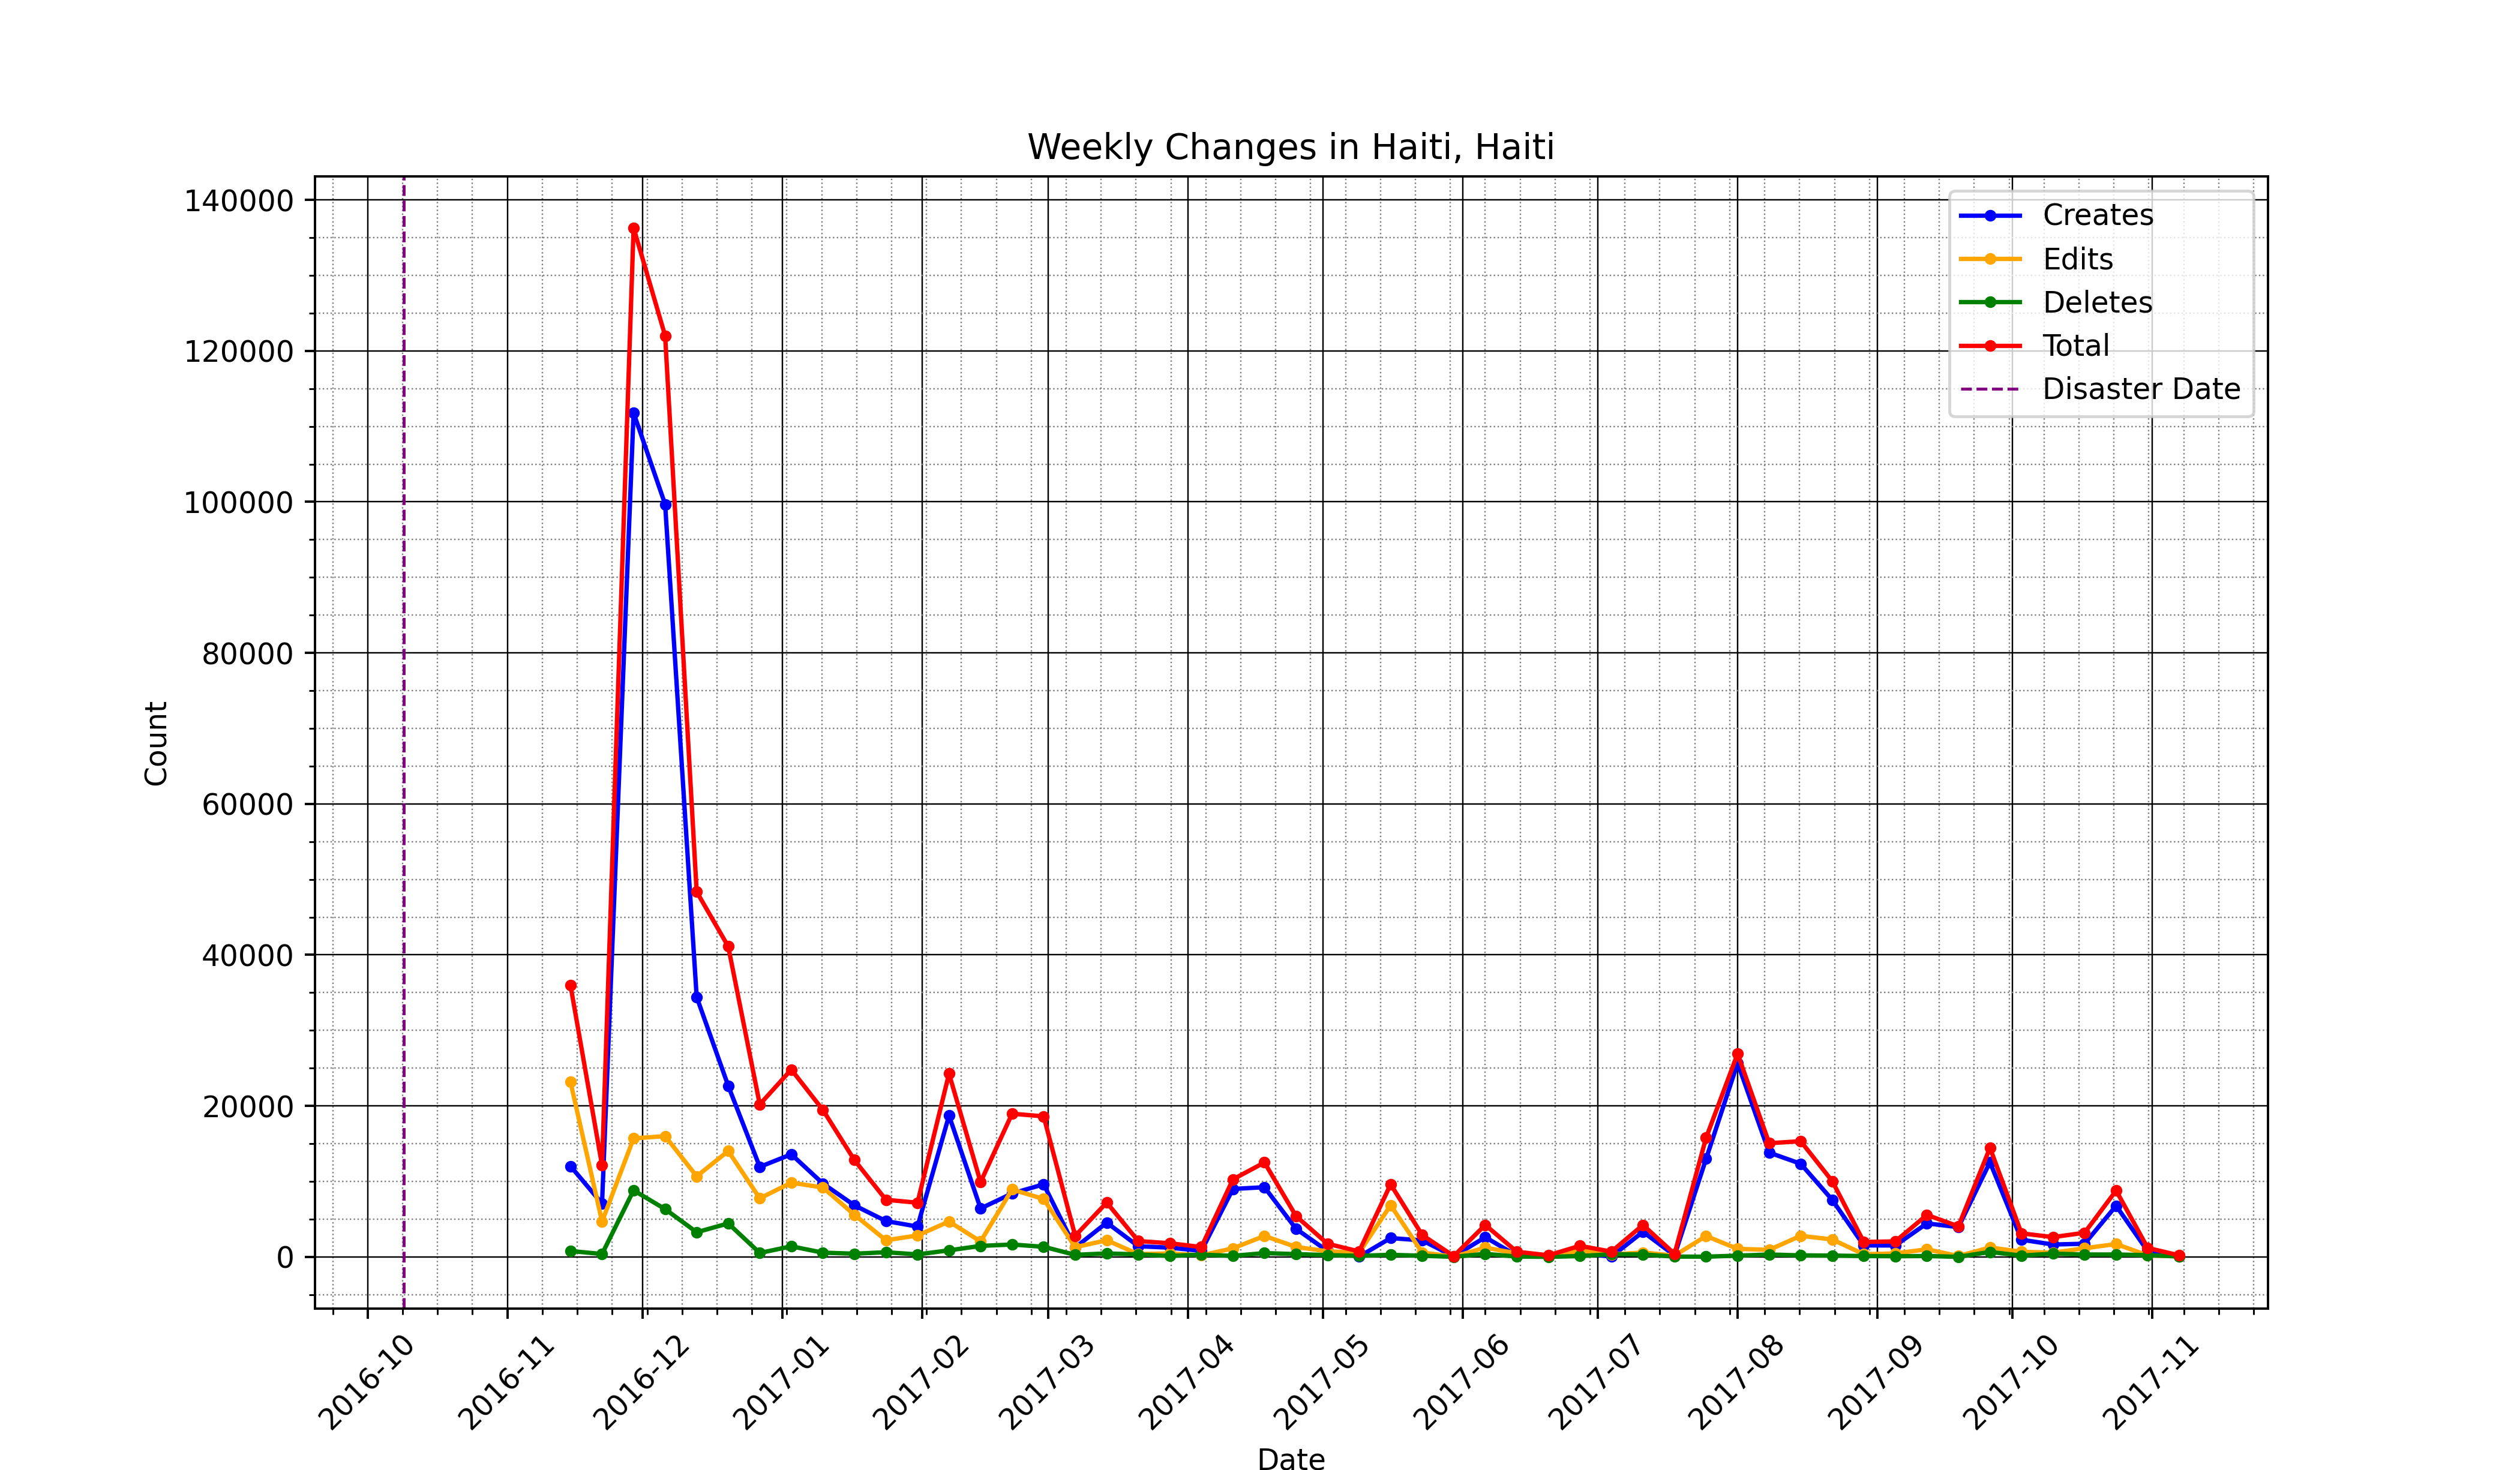 Weekly Changes in Haiti, Haiti
140000
120000
100000
80000
60000
40000
20000
0
Count
Creates
Edits
Deletes
Total
Disaster Date
2016-10
2016-11
2016-12
2017-01
2017-02
2017-03
2017-04
2017-05
2017-06
2017-07
2017-08
2017-09
2017-10
2017-11
Date